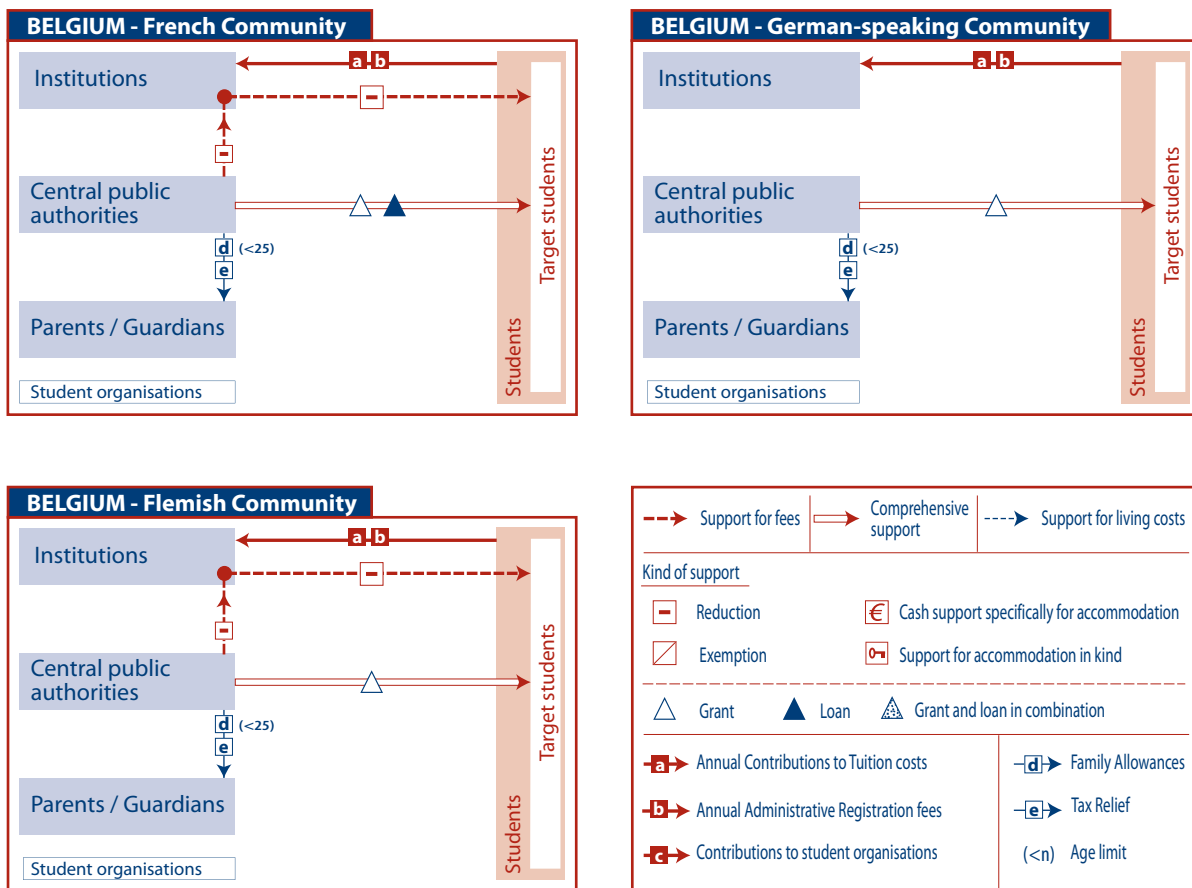 BELGIUM - French Community
a b
Institutions
-
-
Central public
authorities
d (<25)
e
Parents / Guardians
Student organisations
Students
Target students
BELGIUM - German-speaking Community
a b
Institutions
Central public
authorities
d (<25)
e
Parents / Guardians
Student organisations
Students
Target students
BELGIUM - Flemish Community
a b
Institutions
-
-
Central public
authorities
d (<25)
e
Parents / Guardians
Student organisations
Students
Target students
Support for fees
Comprehensive
support
Support for living costs
Kind of support
- Reduction
€ Cash support specifically for accommodation
Exemption
Support for accommodation in kind
Grant
Loan
Grant and loan in combination
a Annual Contributions to Tuition costs
b Annual Administrative Registration fees
c Contributions to student organisations
d Family Allowances
e Tax Relief
(<n) Age limit